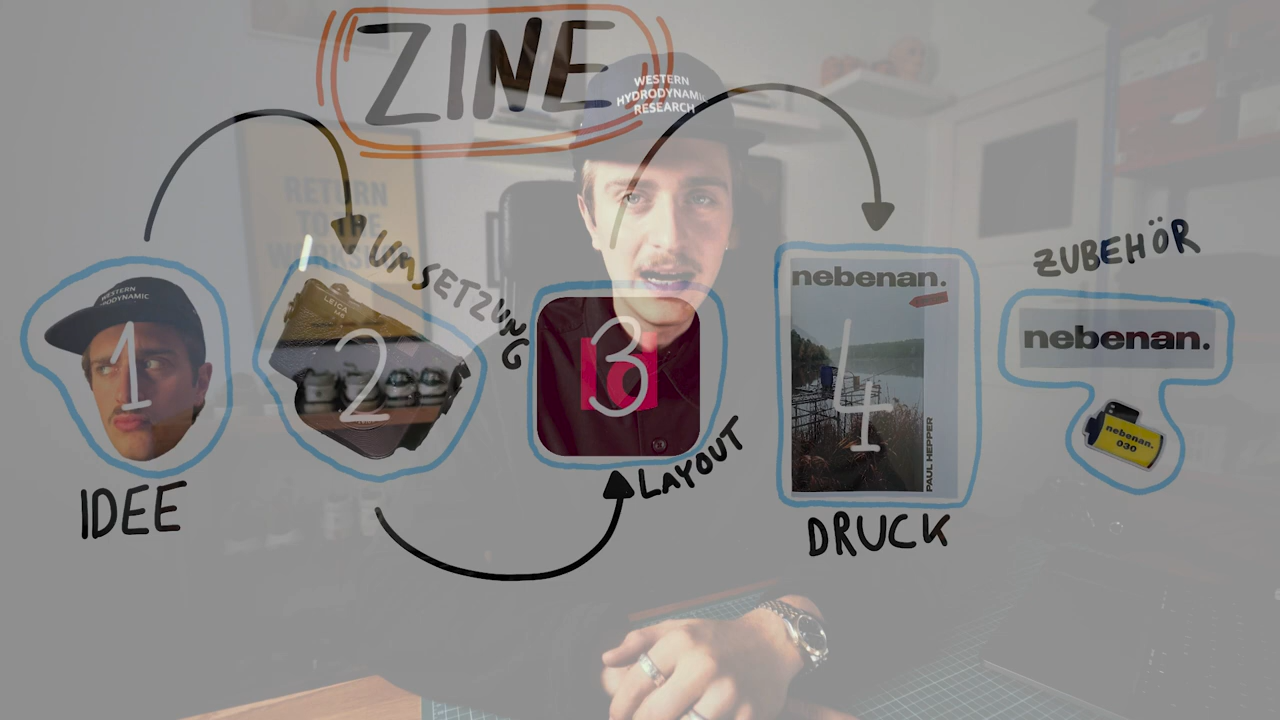 ZINE
WESTERN
HYDRODYNAMIC
RESEARCH
RETURN
TO THE
UMSETZUNG
ZUBEHÖR
WESTERN
LEICA
nebenan.
nebenan.
1
2
3
4
nebenan.
030
PAUL HEPPER
LAYOUT
IDEE
DRUCK